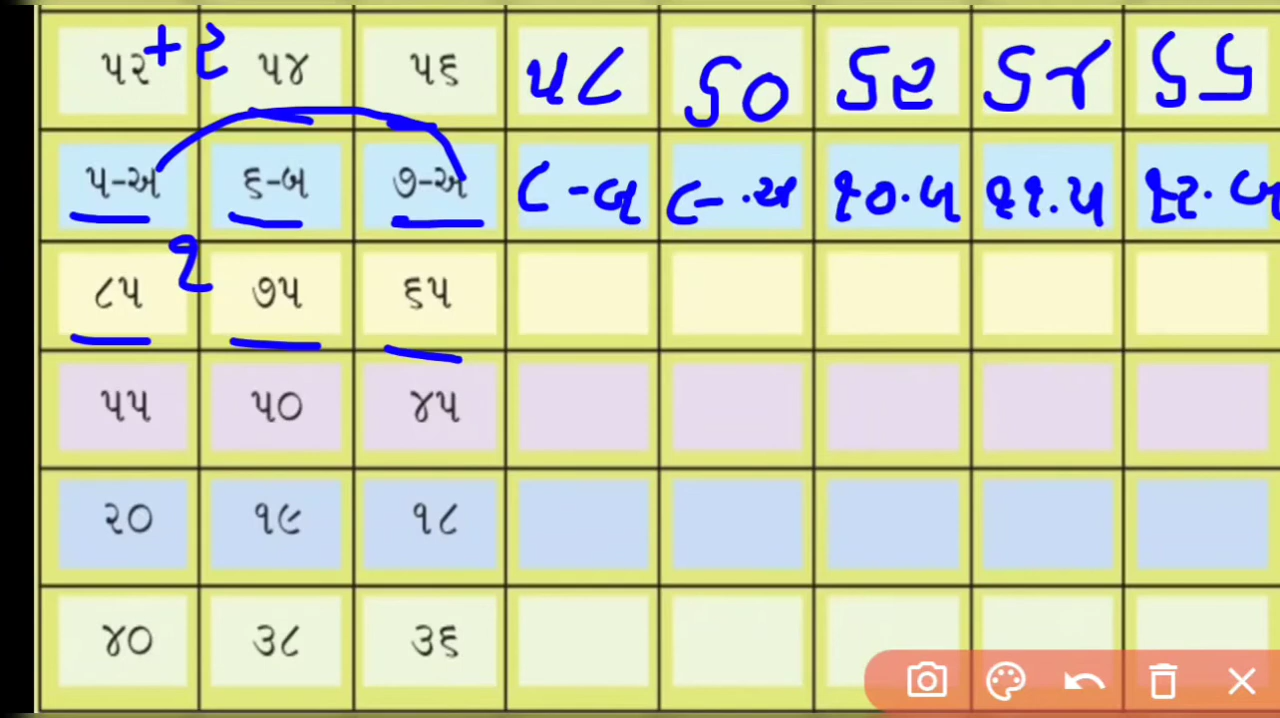 ૫૨ +૨ ૫૪ ૫૬ ૫૮ ૬૦ ૬૨ ૬૪ ૬૬
૫-અ ૬-બ ૭-અ ૮-બ ૯-.અ ૧૦.બ ૧૧.પ ૧૨.બ
૮૫ ૧ ૭૫ ૬૫
૫૫ ૫૦ ૪૫
૨૦ ૧૯ ૧૮
૪૦ ૩૮ ૩૬